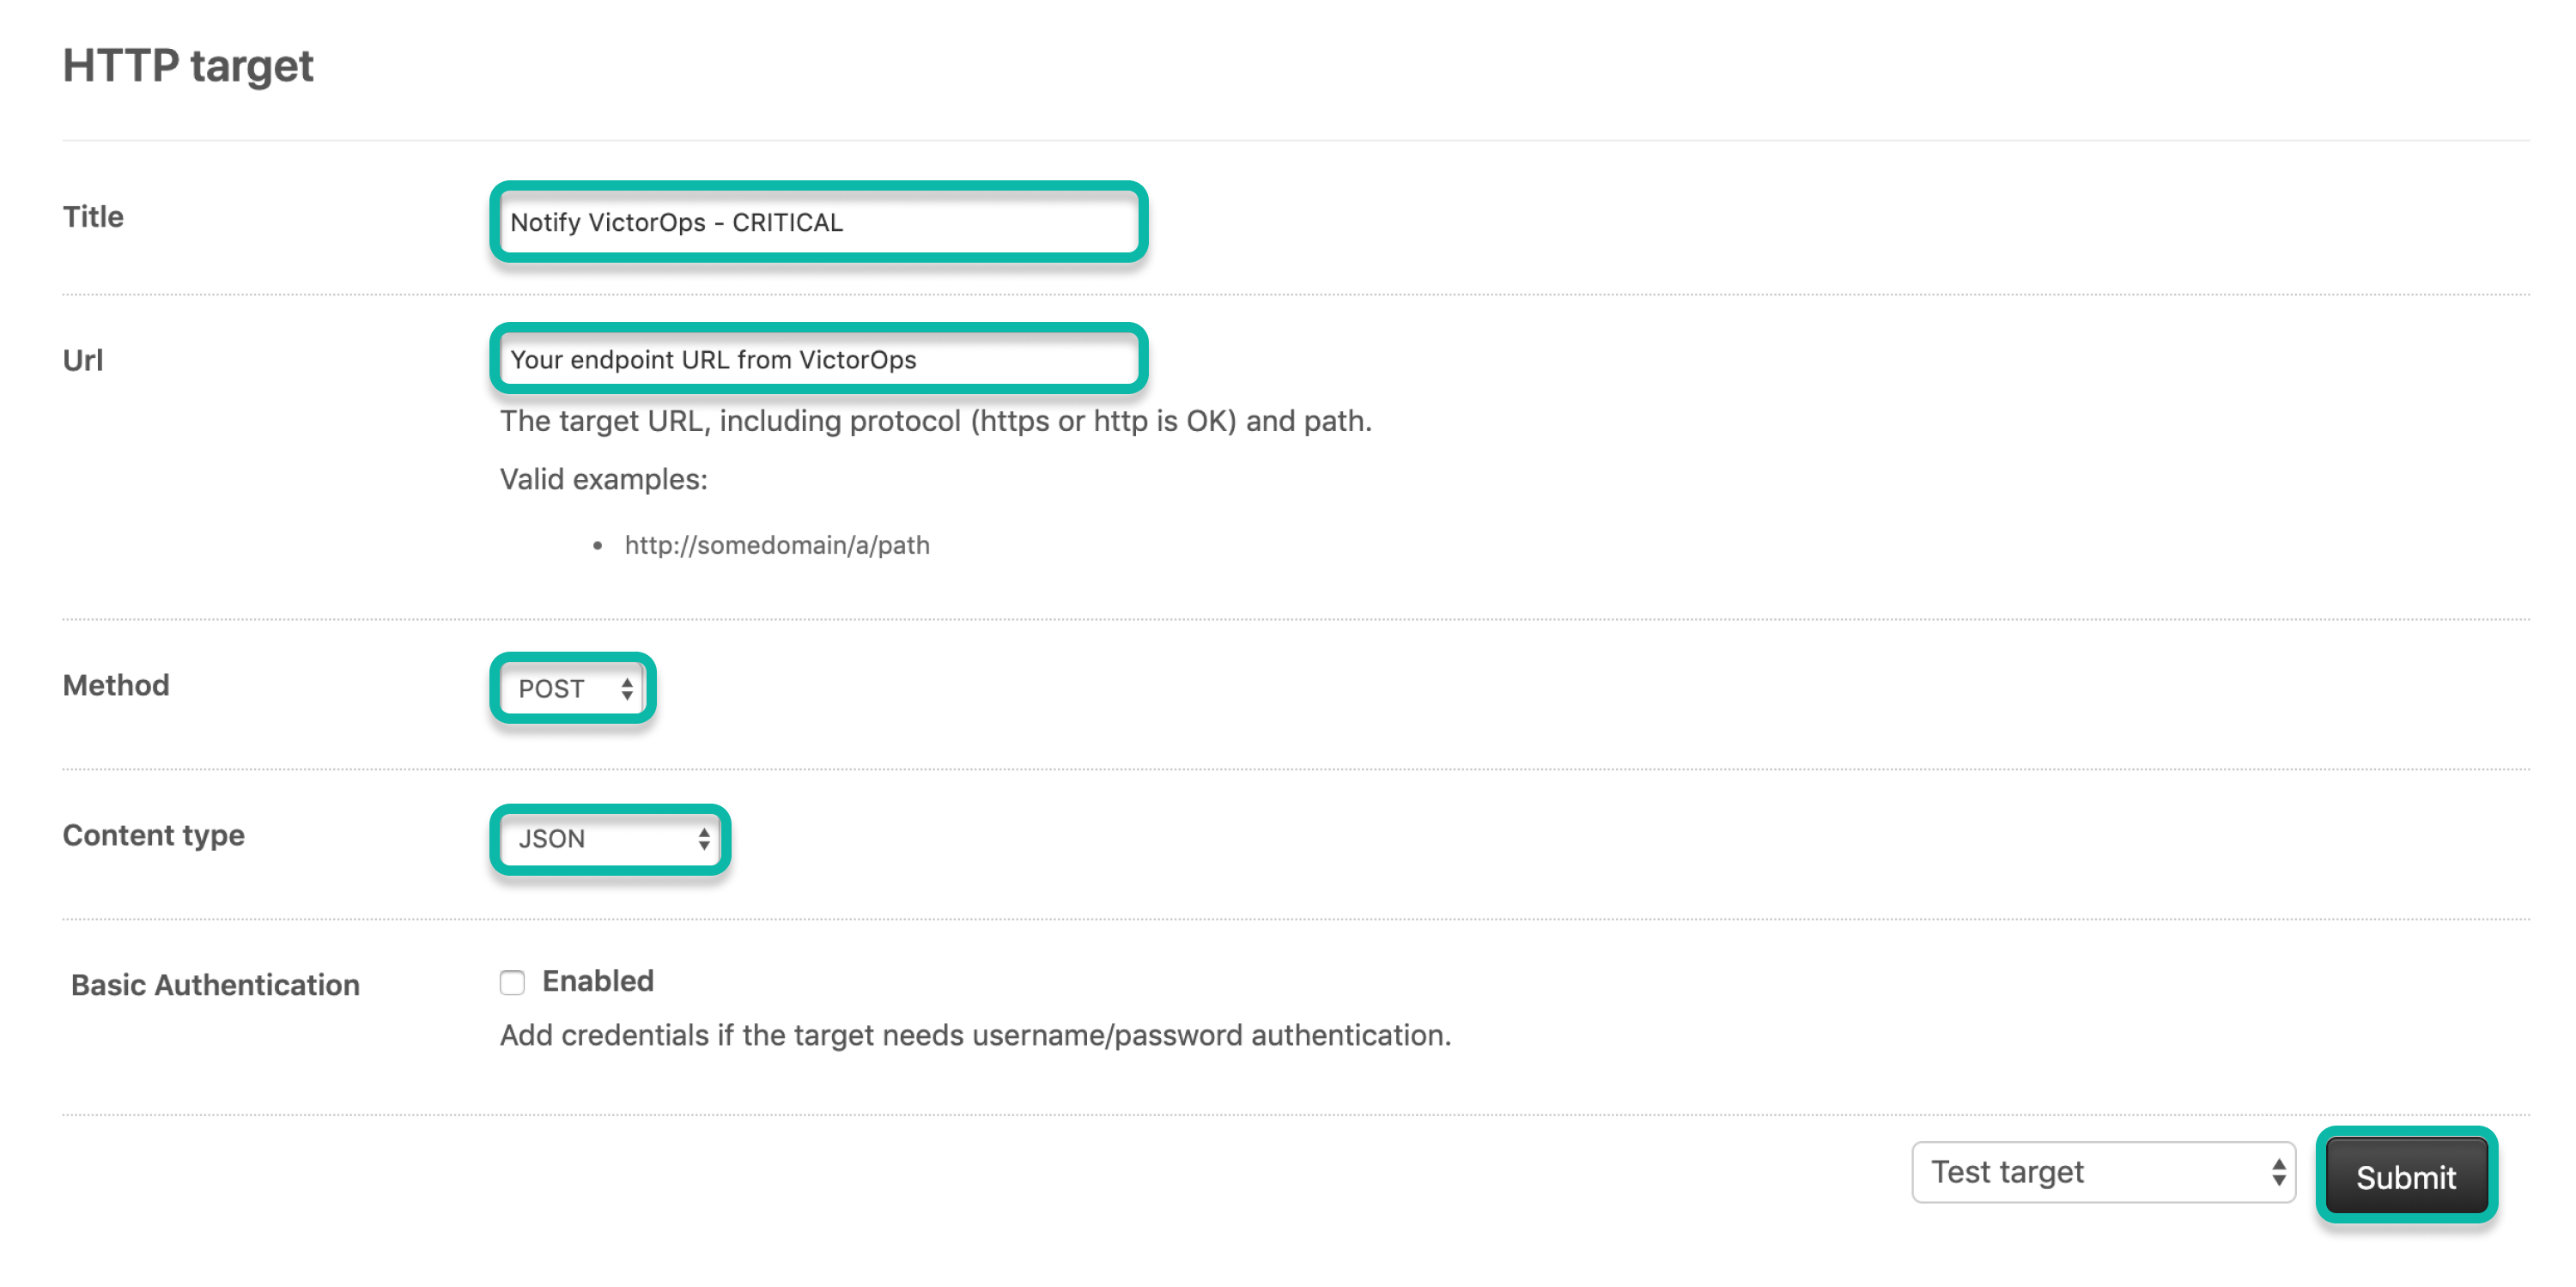 HTTP target
Title
Notify VictorOps - CRITICAL
Url
Your endpoint URL from VictorOps
The target URL, including protocol (https or http is OK) and path.
Valid examples:
• http://somedomain/a/path
Method
POST
Content type
JSON
Basic Authentication
Enabled
Add credentials if the target needs username/password authentication.
Test target
Submit